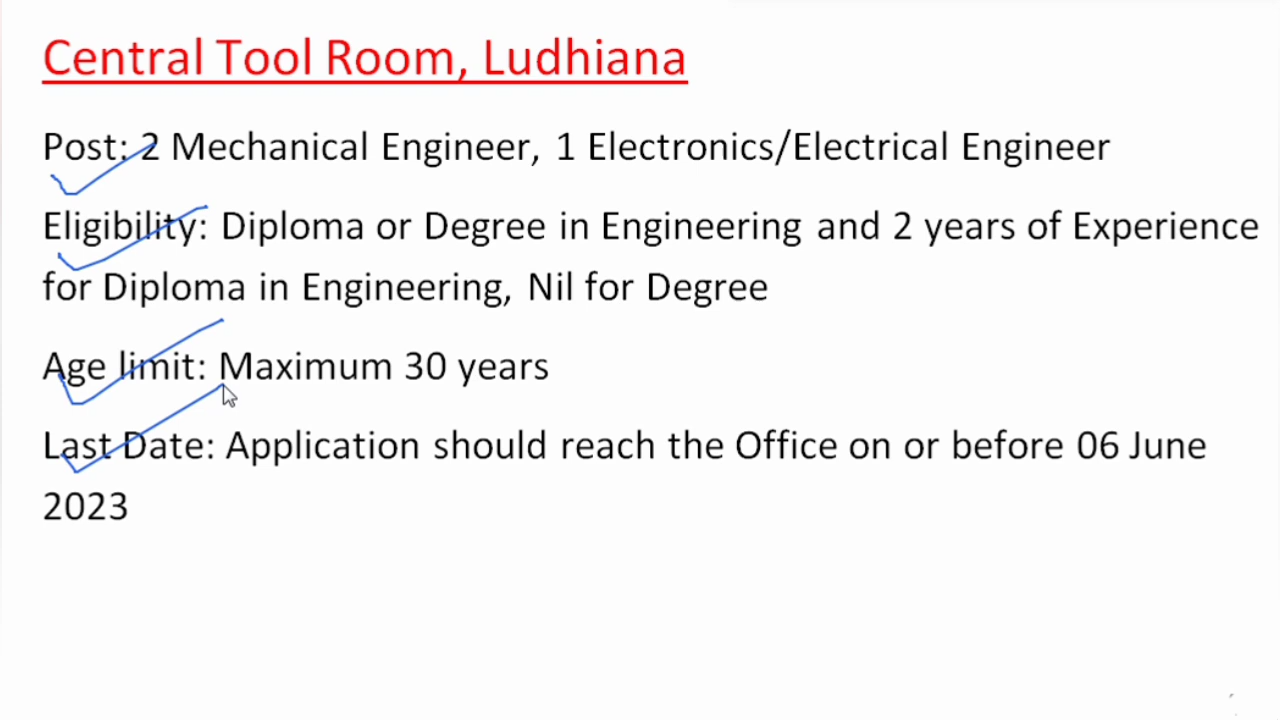 Central Tool Room, Ludhiana
Post: 2 Mechanical Engineer, 1 Electronics/Electrical Engineer
Eligibility: Diploma or Degree in Engineering and 2 years of Experience
for Diploma in Engineering, Nil for Degree
Age limit: Maximum 30 years
Last Date: Application should reach the Office on or before 06 June
2023